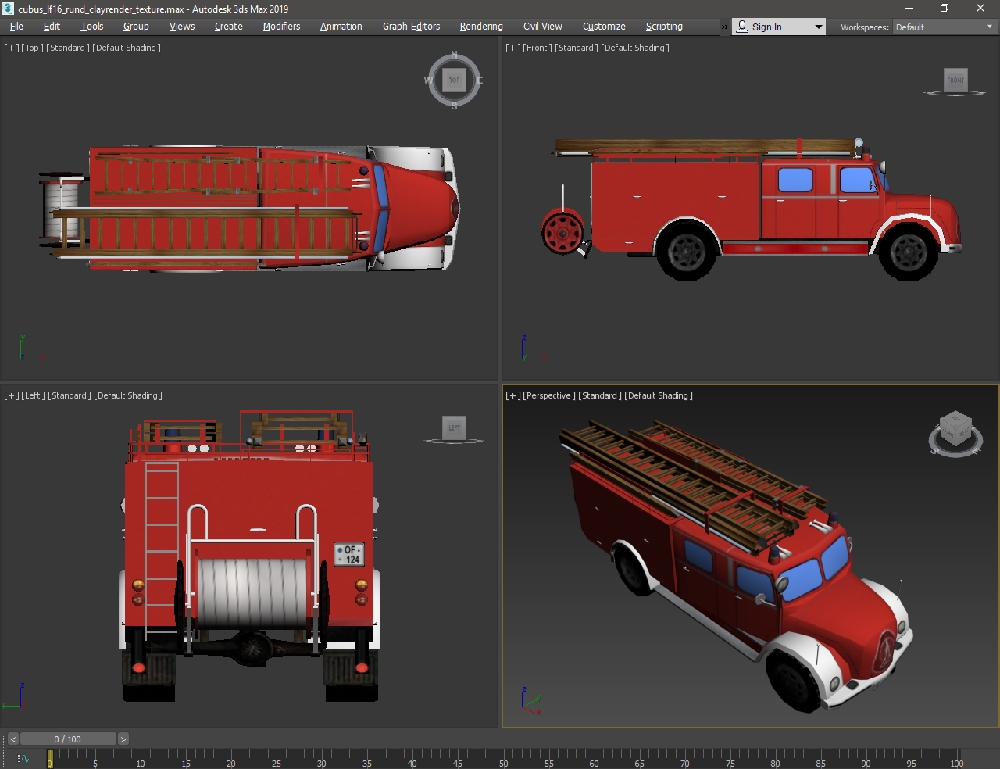 cubus_lf16_rund_clayrender_texture.max - Autodesk 3ds Max 2019
File Edit Tools Group Views Create Modifiers Animation Graph Editors Rendering Civil View Customize Scripting » Sign In Workspaces: Default
[+] [Top] [Standard] [Default Shading]
[+] [Front] [Standard] [Default Shading]
N
W TOP E
S
FRONT
[+] [Left] [Standard] [Default Shading]
[+] [Perspective] [Standard] [Default Shading]
LEFT
OF
124
< 0 / 100 >
0 5 10 15 20 25 30 35 40 45 50 55 60 65 70 75 80 85 90 95 100